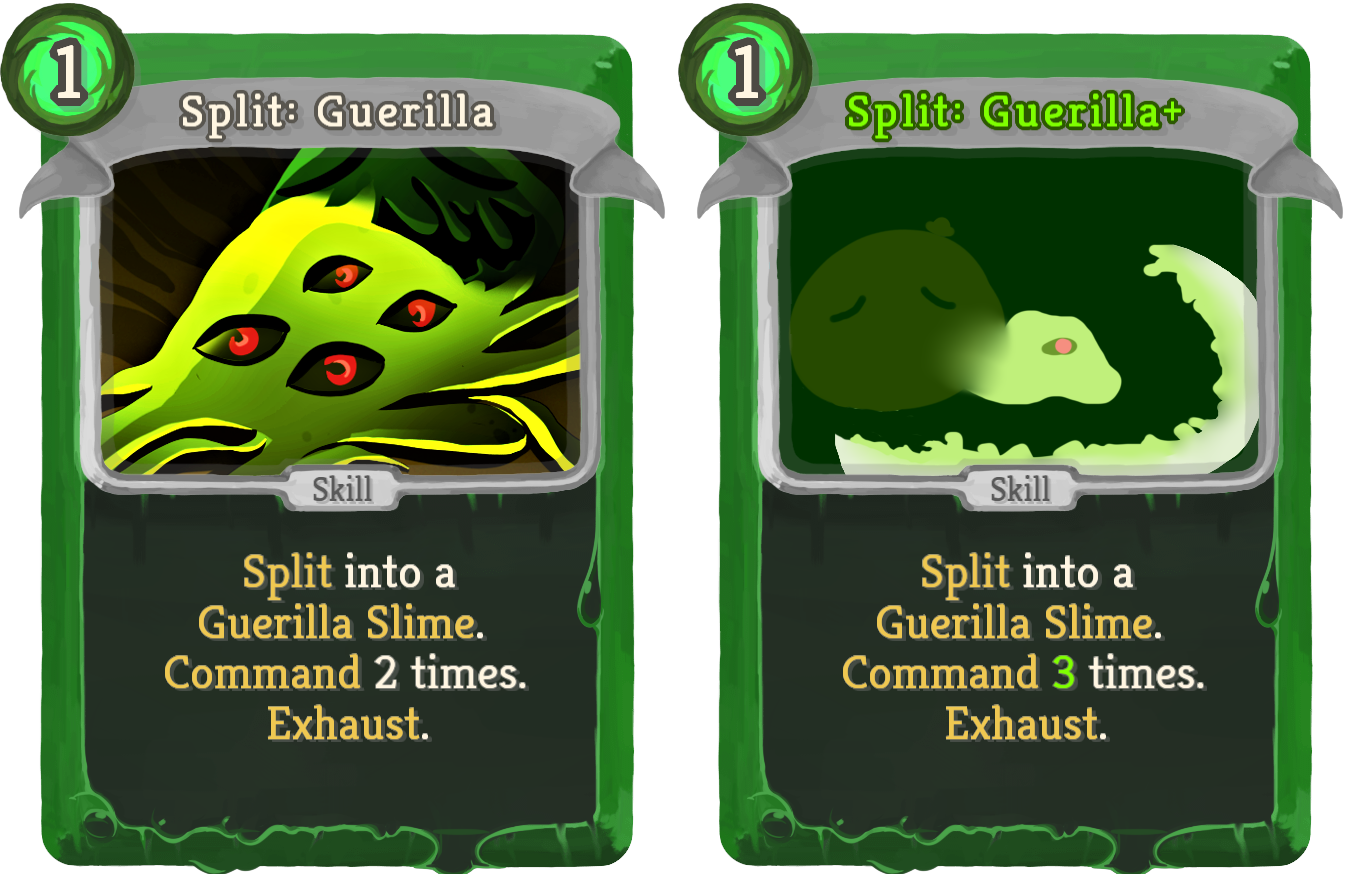 1
Split: Guerilla
Skill
Split into a
Guerilla Slime.
Command 2 times.
Exhaust.
1
Split: Guerilla+
Skill
Split into a
Guerilla Slime.
Command 3 times.
Exhaust.